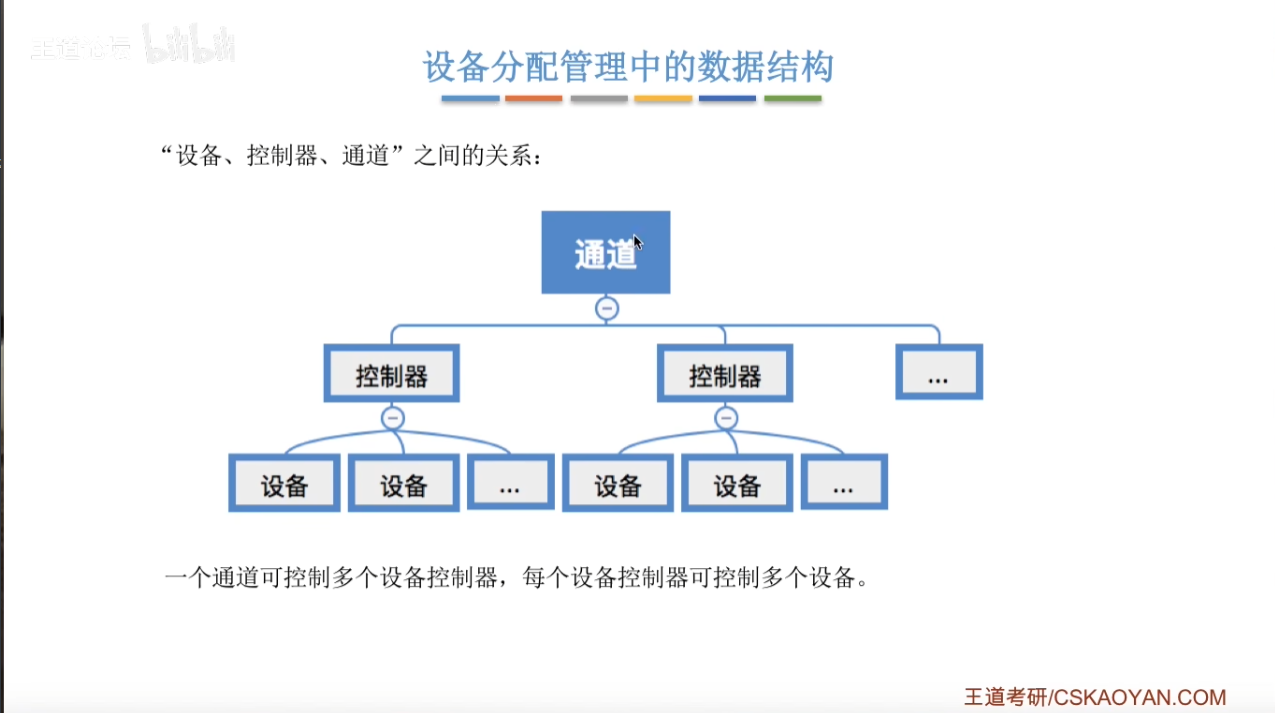 王道论坛 bilibili
设备分配管理中的数据结构
“设备、控制器、通道”之间的关系：
通道
控制器 控制器 ...
设备 设备 ... 设备 设备 ...
一个通道可控制多个设备控制器，每个设备控制器可控制多个设备。
王道考研/CSKAOYAN.COM